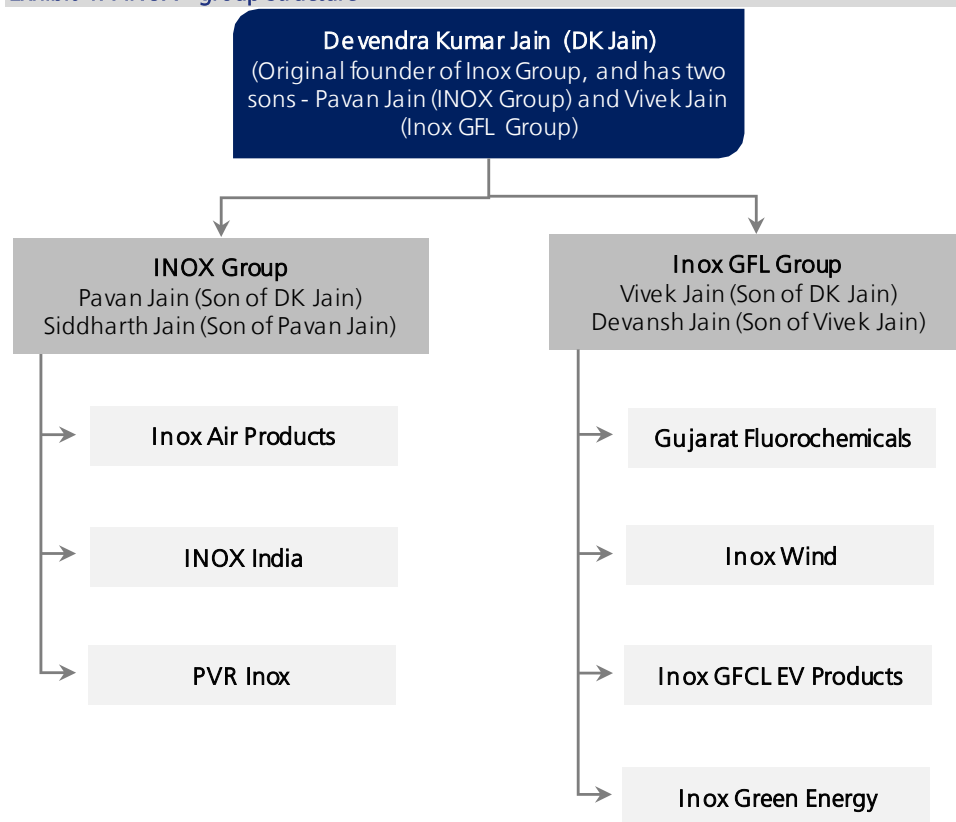 Devendra Kumar Jain (DK Jain)
(Original founder of Inox Group, and has two
sons - Pavan Jain (INOX Group) and Vivek Jain
(Inox GFL Group)
INOX Group
Pavan Jain (Son of DK Jain)
Siddharth Jain (Son of Pavan Jain)
Inox Air Products
INOX India
PVR Inox
Inox GFL Group
Vivek Jain (Son of DK Jain)
Devansh Jain (Son of Vivek Jain)
Gujarat Fluorochemicals
Inox Wind
Inox GFCL EV Products
Inox Green Energy